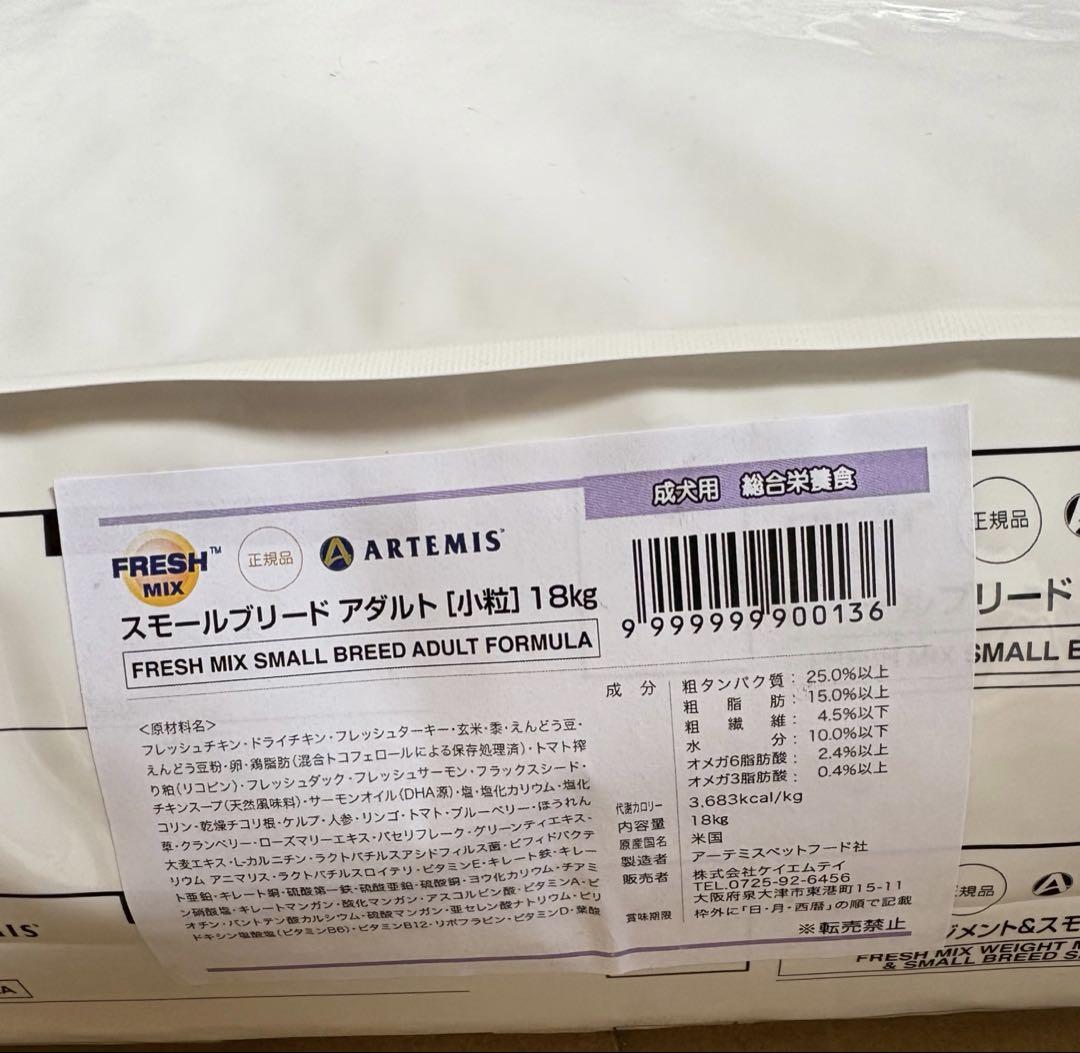 成犬用 総合栄養食
FRESH MIX™
正規品
ARTEMIS™
スモールブリード アダルト [小粒] 18kg
FRESH MIX SMALL BREED ADULT FORMULA
9 999999 900136
<原材料名>
フレッシュチキン・ドライチキン・フレッシュターキー・玄米・黍・えんどう豆・
えんどう豆粉・卵・鶏脂肪(混合トコフェロールによる保存処理済)・トマト搾
り粕(リコピン)・フレッシュダック・フレッシュサーモン・フラックスシード・
チキンスープ(天然風味料)・サーモンオイル(DHA源)・塩・塩化カリウム・塩化
コリン・乾燥チコリ根・ケルプ・人参・リンゴ・トマト・ブルーベリー・ほうれん
草・クランベリー・ローズマリーエキス・パセリフレーク・グリーンティエキス・
大麦エキス・L-カルニチン・ラクトバチルスアシドフィルス菌・ビフィドバクテ
リウム アニマリス・ラクトバチルスロイテリ・ビタミンE・キレート鉄・キレー
ト亜鉛・キレート銅・硫酸第一鉄・硫酸亜鉛・硫酸銅・ヨウ化カリウム・チアミ
ン硝酸塩・キレートマンガン・酸化マンガン・アスコルビン酸・ビタミンA・ビ
オチン・パントテン酸カルシウム・硫酸マンガン・亜セレン酸ナトリウム・ピリ
ドキシン塩酸塩(ビタミンB6)・ビタミンB12・リボフラビン・ビタミンD・葉酸
成分
粗タンパク質: 25.0%以上
粗脂肪: 15.0%以上
粗繊維: 4.5%以下
水分: 10.0%以下
オメガ6脂肪酸: 2.4%以上
オメガ3脂肪酸: 0.4%以上
代謝カロリー 3,683kcal/kg
内容量 18kg
原産国名 米国
製造者 アーテミスペットフード社
販売者 株式会社ケイエムテイ
TEL.0725-92-6456
大阪府泉大津市東港町15-11
賞味期限 枠外に「日・月・西暦」の順で記載
※転売禁止
正規品
リード
SMALL B
規品
メント&スモ
FRESH MIX WEIGHT M
& SMALL BREED S
IS
A